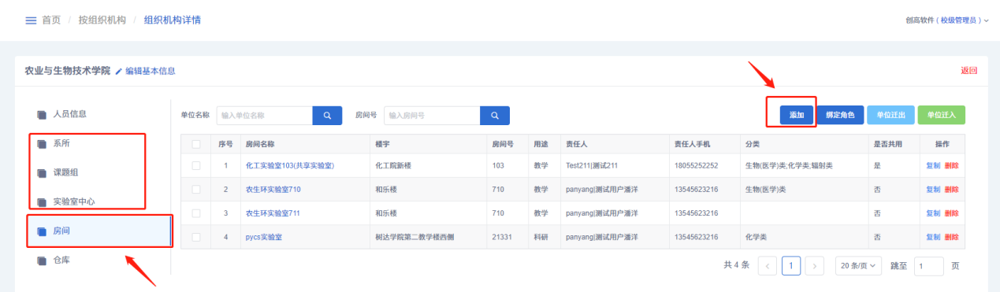 首页 / 按组织机构 / 组织机构详情
创高软件 ( 校级管理员 )
农业与生物技术学院 编辑基本信息
返回
人员信息
系所
课题组
实验室中心
房间
仓库
单位名称 输入单位名称 房间号 输入房间号 添加 绑定角色 单位迁出 单位迁入
序号 房间名称 楼宇 房间号 用途 责任人 责任人手机 分类 是否共用 操作
1 化工实验室103(共享实验室) 化工院新楼 103 教学 Test211|测试211 18055252252 生物(医学)类;化学类;辐射类 是 复制 删除
2 农生环实验室710 和乐楼 710 教学 panyang|测试用户潘洋 13545623216 生物(医学)类 否 复制 删除
3 农生环实验室711 和乐楼 710 教学 panyang|测试用户潘洋 13545623216 否 复制 删除
4 pycs实验室 树达学院第二教学楼西侧 21331 科研 panyang|测试用户潘洋 13545623216 化学类 否 复制 删除
共 4 条 < 1 > 20 条/页 跳至 1 页